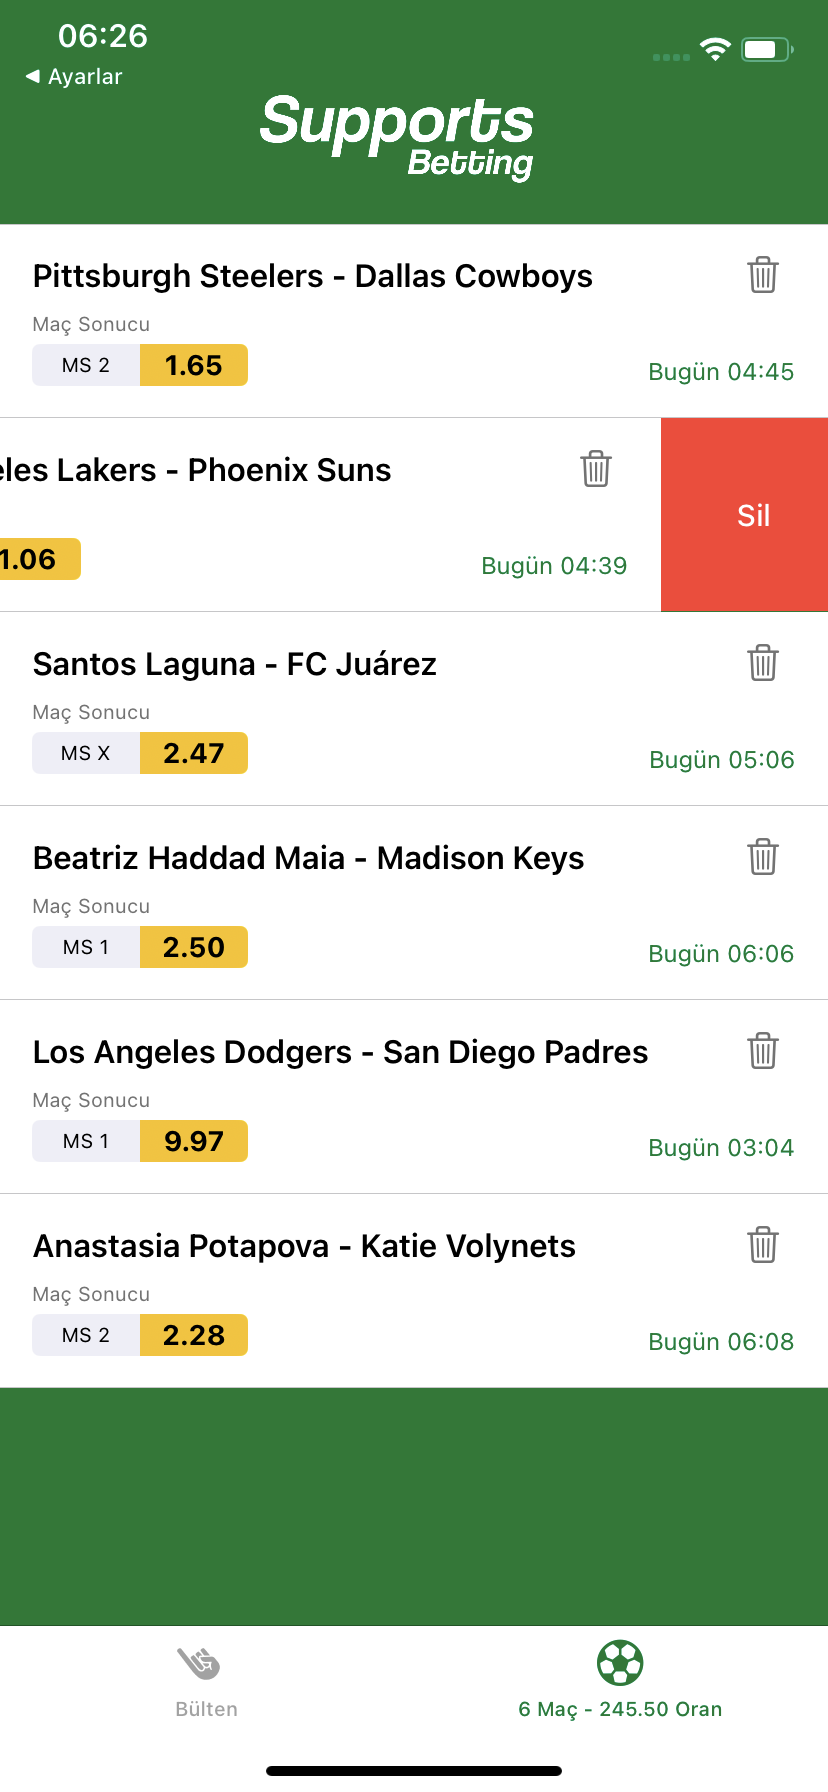 06:26
◀ Ayarlar
Supports
Betting
Pittsburgh Steelers - Dallas Cowboys
Maç Sonucu
MS 2 1.65
Bugün 04:45
eles Lakers - Phoenix Suns
1.06
Bugün 04:39
Sil
Santos Laguna - FC Juárez
Maç Sonucu
MS X 2.47
Bugün 05:06
Beatriz Haddad Maia - Madison Keys
Maç Sonucu
MS 1 2.50
Bugün 06:06
Los Angeles Dodgers - San Diego Padres
Maç Sonucu
MS 1 9.97
Bugün 03:04
Anastasia Potapova - Katie Volynets
Maç Sonucu
MS 2 2.28
Bugün 06:08
Bülten
6 Maç - 245.50 Oran